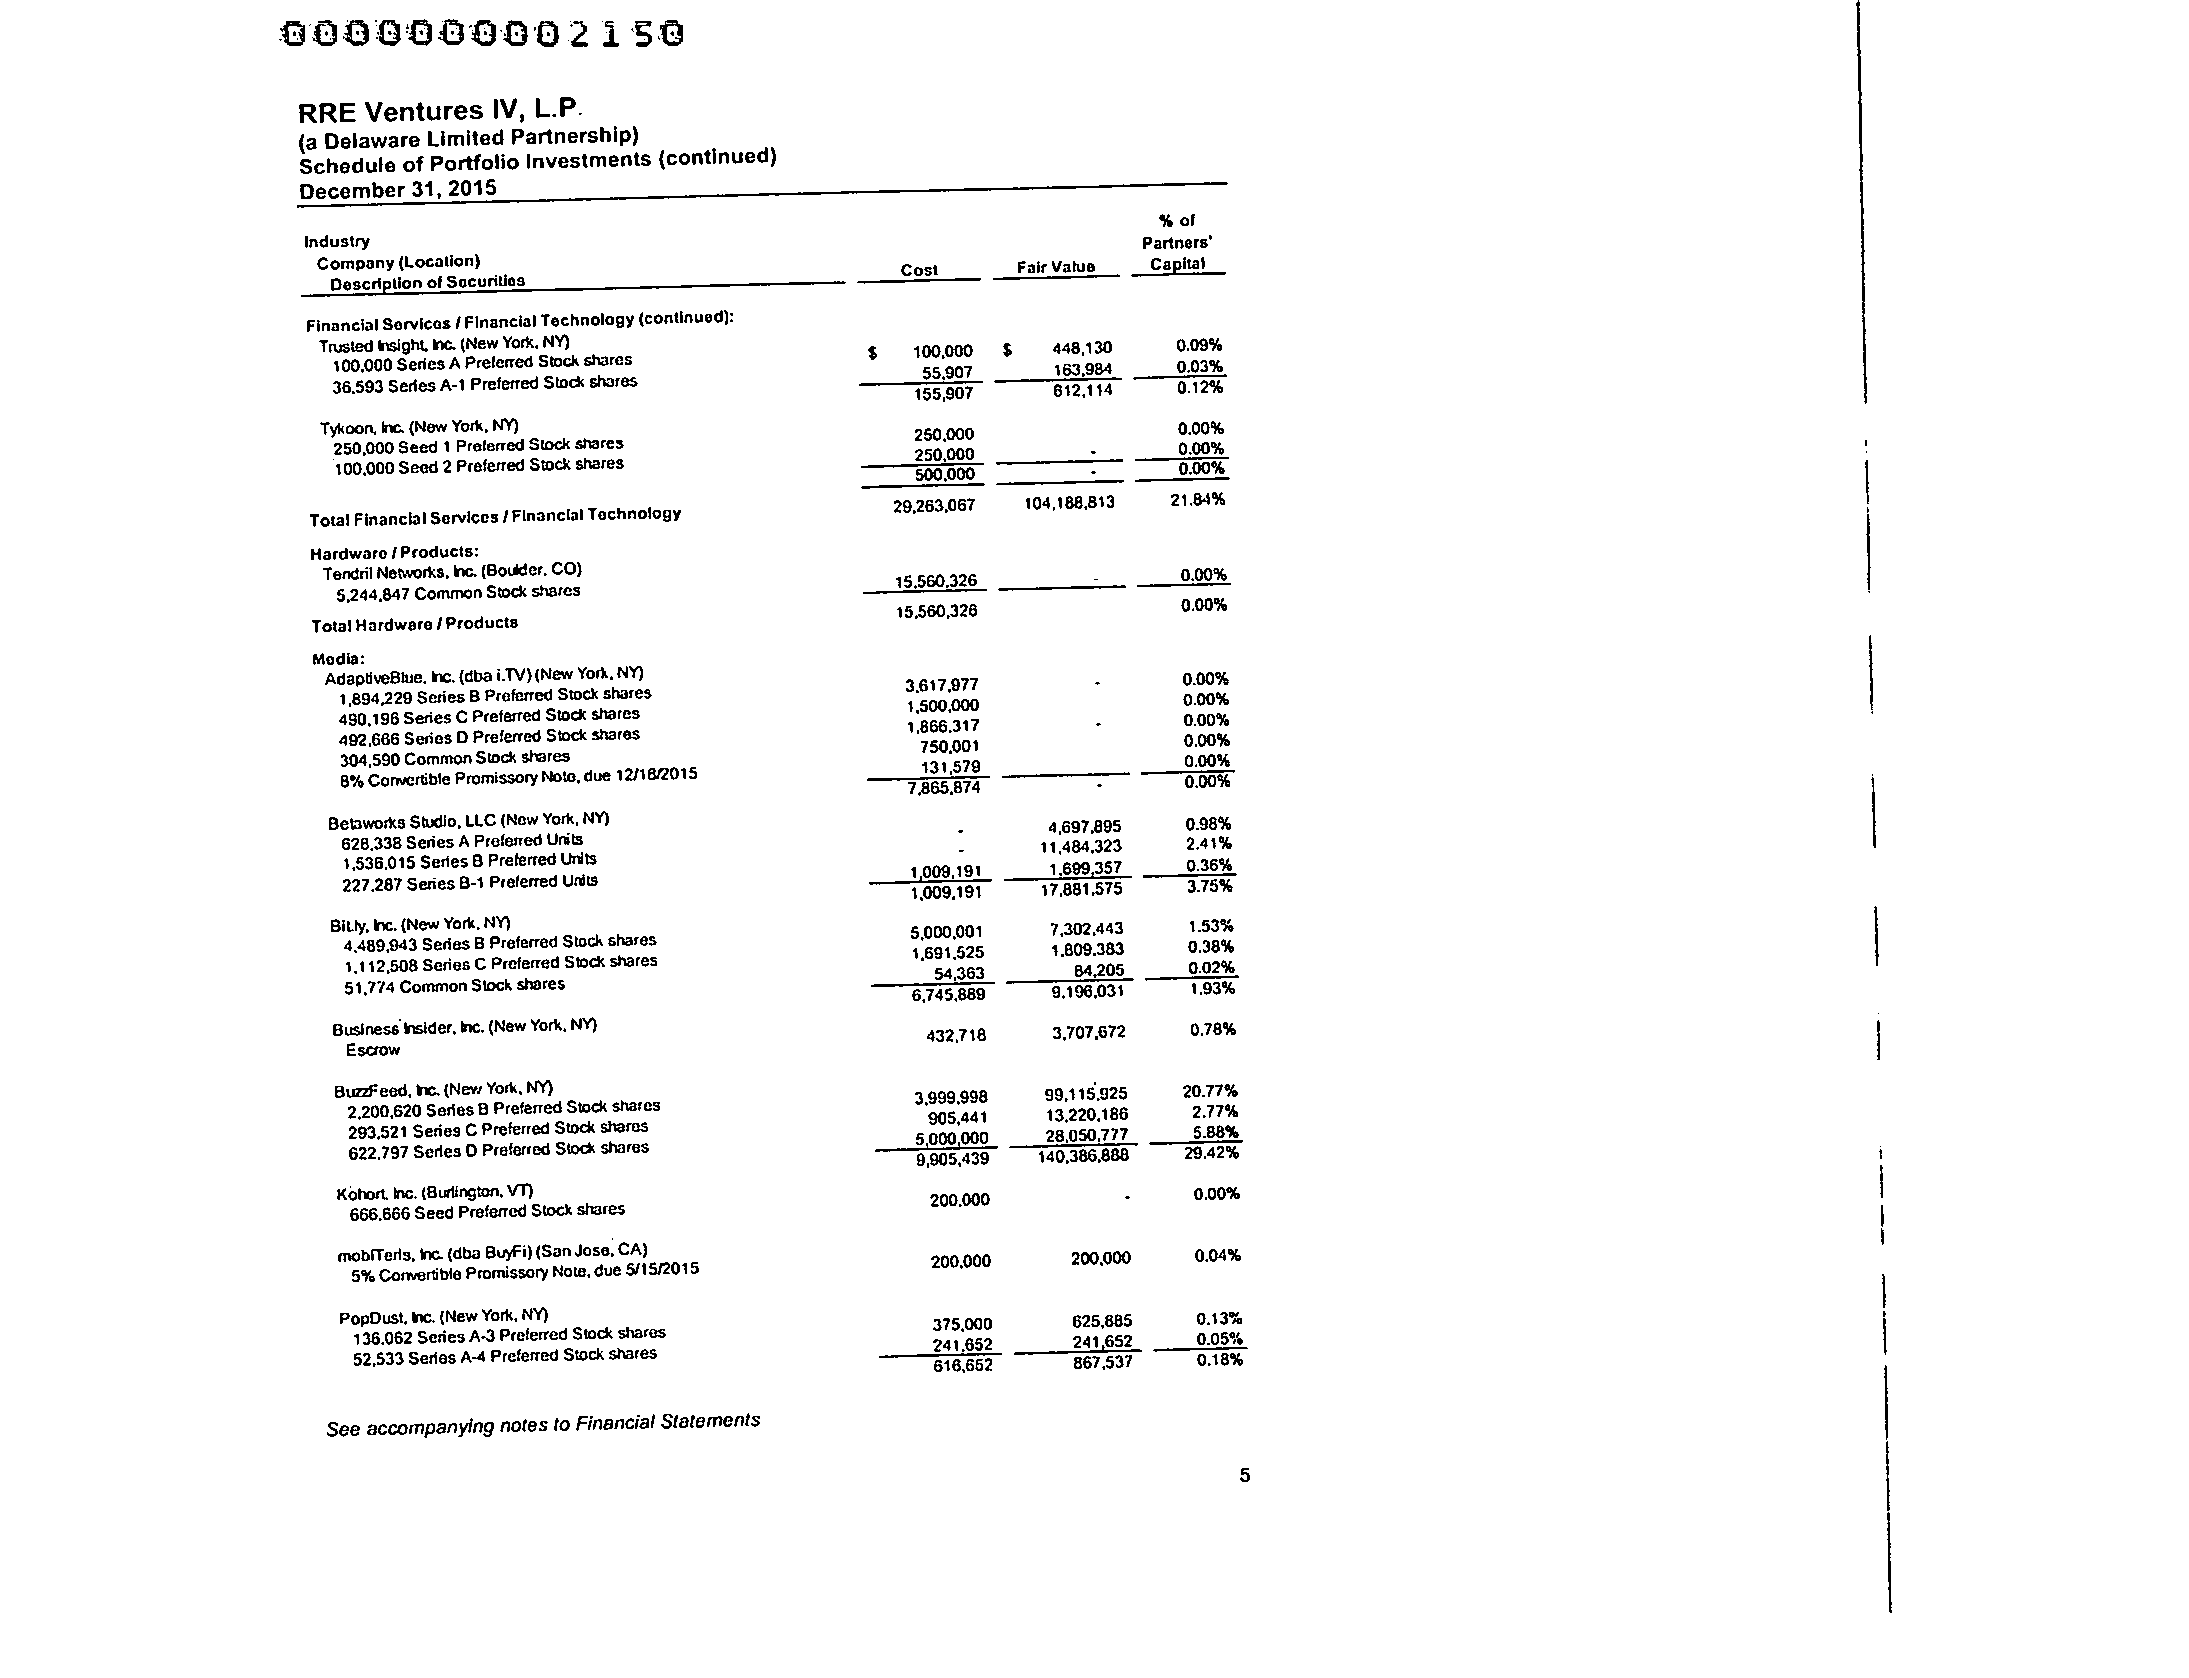 0000000002150
RRE Ventures IV, L.P.
(a Delaware Limited Partnership)
Schedule of Portfolio Investments (continued)
December 31, 2015
% of
Industry Partners'
Company (Location) Cost Fair Value Capital
Description of Securities
Financial Services / Financial Technology (continued):
Trusted Insight, Inc. (New York, NY)
100,000 Series A Preferred Stock shares $ 100,000 $ 448,130 0.09%
36,593 Series A-1 Preferred Stock shares 55,907 163,984 0.03%
155,907 612,114 0.12%
Tykoon, Inc. (New York, NY)
250,000 Seed 1 Preferred Stock shares 250,000 0.00%
100,000 Seed 2 Preferred Stock shares 250,000 - 0.00%
500,000 - 0.00%
Total Financial Services / Financial Technology 29,263,067 104,188,813 21.84%
Hardware / Products:
Tendril Networks, Inc. (Boulder, CO)
5,244,847 Common Stock shares 15,560,326 - 0.00%
Total Hardware / Products 15,560,326 0.00%
Media:
AdaptiveBlue, Inc. (dba i.TV) (New York, NY)
1,894,229 Series B Preferred Stock shares 3,617,977 - 0.00%
490,196 Series C Preferred Stock shares 1,500,000 0.00%
492,666 Series D Preferred Stock shares 1,866,317 - 0.00%
304,590 Common Stock shares 750,001 0.00%
8% Convertible Promissory Note, due 12/18/2015 131,579 0.00%
7,865,874 - 0.00%
Betaworks Studio, LLC (New York, NY)
628,338 Series A Preferred Units - 4,697,895 0.98%
1,536,015 Series B Preferred Units - 11,484,323 2.41%
227,287 Series B-1 Preferred Units 1,009,191 1,699,357 0.36%
1,009,191 17,881,575 3.75%
Bit.ly, Inc. (New York, NY)
4,489,943 Series B Preferred Stock shares 5,000,001 7,302,443 1.53%
1,112,508 Series C Preferred Stock shares 1,691,525 1,809,383 0.38%
51,774 Common Stock shares 54,363 84,205 0.02%
6,745,889 9,196,031 1.93%
Business Insider, Inc. (New York, NY)
Escrow 432,718 3,707,672 0.78%
BuzzFeed, Inc. (New York, NY)
2,200,620 Series B Preferred Stock shares 3,999,998 99,115,925 20.77%
293,521 Series C Preferred Stock shares 905,441 13,220,186 2.77%
622,797 Series D Preferred Stock shares 5,000,000 28,050,777 5.88%
9,905,439 140,386,888 29.42%
Kohort, Inc. (Burlington, VT)
666,666 Seed Preferred Stock shares 200,000 - 0.00%
mobiTeris, Inc. (dba BuyFi) (San Jose, CA)
5% Convertible Promissory Note, due 5/15/2015 200,000 200,000 0.04%
PopDust, Inc. (New York, NY)
136,062 Series A-3 Preferred Stock shares 375,000 625,885 0.13%
52,533 Series A-4 Preferred Stock shares 241,652 241,652 0.05%
616,652 867,537 0.18%
See accompanying notes to Financial Statements
5